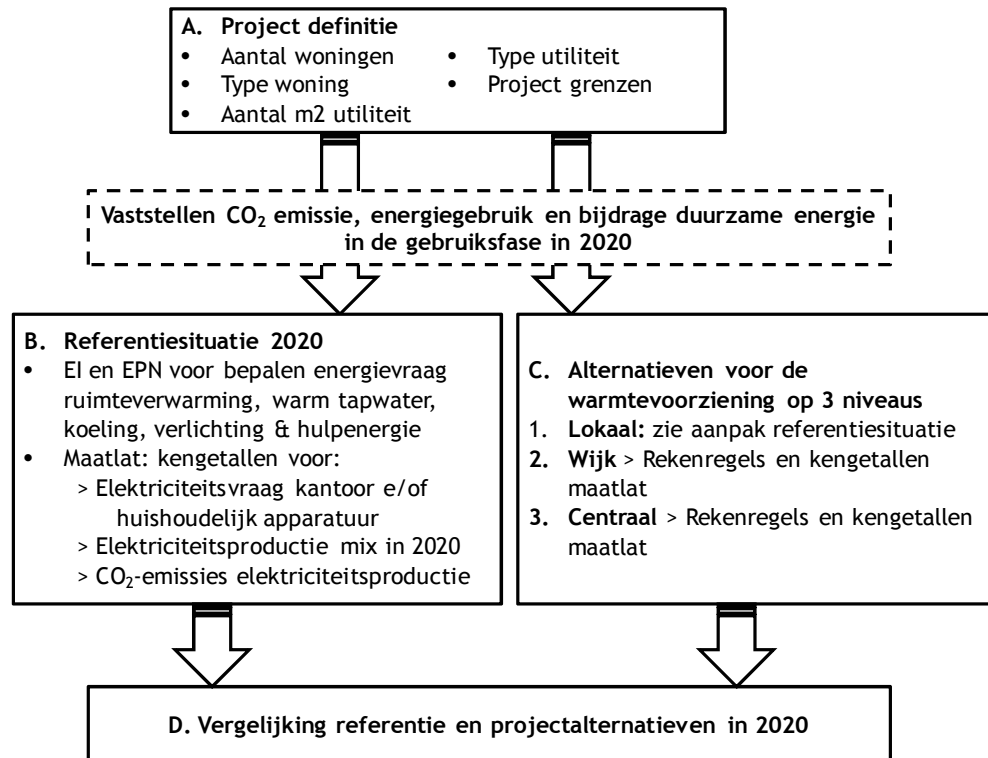 A. Project definitie
• Aantal woningen
• Type woning
• Aantal m2 utiliteit
• Type utiliteit
• Project grenzen
Vaststellen CO₂ emissie, energiegebruik en bijdrage duurzame energie
in de gebruiksfase in 2020
B. Referentiesituatie 2020
• EI en EPN voor bepalen energievraag
ruimteverwarming, warm tapwater,
koeling, verlichting & hulpenergie
• Maatlat: kengetallen voor:
> Elektriciteitsvraag kantoor e/of
huishoudelijk apparatuur
> Elektriciteitsproductie mix in 2020
> CO₂-emissies elektriciteitsproductie
C. Alternatieven voor de
warmtevoorziening op 3 niveaus
1. Lokaal: zie aanpak referentiesituatie
2. Wijk > Rekenregels en kengetallen
maatlat
3. Centraal > Rekenregels en kengetallen
maatlat
D. Vergelijking referentie en projectalternatieven in 2020